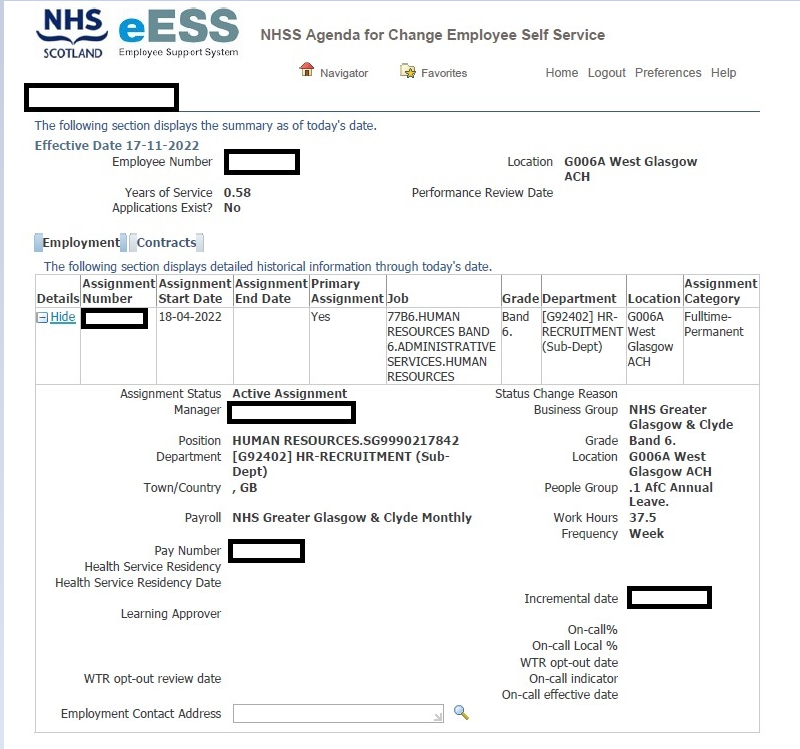 NHS
SCOTLAND
eESS
Employee Support System
NHSS Agenda for Change Employee Self Service
Navigator Favorites Home Logout Preferences Help
The following section displays the summary as of today's date.
Effective Date 17-11-2022
Employee Number
Location G006A West Glasgow
ACH
Years of Service 0.58
Performance Review Date
Applications Exist? No
Employment Contracts
The following section displays detailed historical information through today's date.
Details Assignment Number Assignment Start Date Assignment End Date Primary Assignment Job Grade Department Location Assignment Category
Hide 18-04-2022 Yes 77B6.HUMAN Band [G92402] HR- G006A Fulltime-
RESOURCES BAND 6. RECRUITMENT West Permanent
6.ADMINISTRATIVE (Sub-Dept) Glasgow
SERVICES.HUMAN ACH
RESOURCES
Assignment Status Active Assignment
Status Change Reason
Manager
Business Group NHS Greater
Glasgow & Clyde
Position HUMAN RESOURCES.SG9990217842
Grade Band 6.
Department [G92402] HR-RECRUITMENT (Sub-
Dept)
Location G006A West
Glasgow ACH
Town/Country , GB
People Group .1 AfC Annual
Leave.
Payroll NHS Greater Glasgow & Clyde Monthly
Work Hours 37.5
Frequency Week
Pay Number
Health Service Residency
Health Service Residency Date
Incremental date
Learning Approver
On-call%
On-call Local %
WTR opt-out date
WTR opt-out review date
On-call indicator
On-call effective date
Employment Contact Address